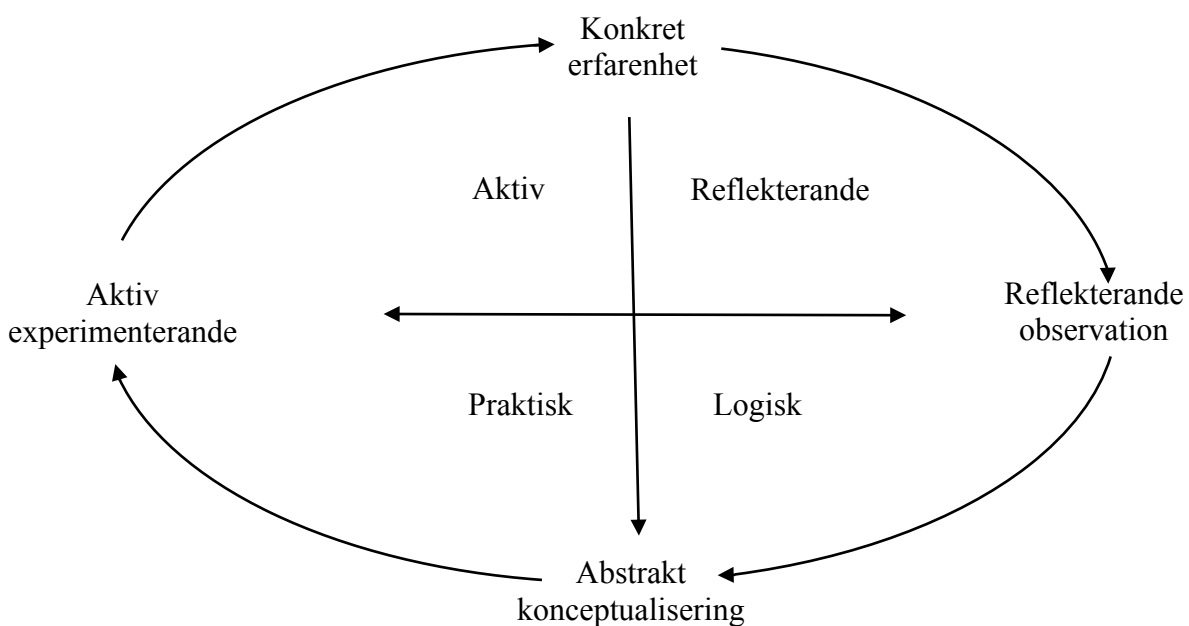 Konkret
erfarenhet
Aktiv
Reflekterande
Aktiv
experimenterande
Reflekterande
observation
Praktisk
Logisk
Abstrakt
konceptualisering